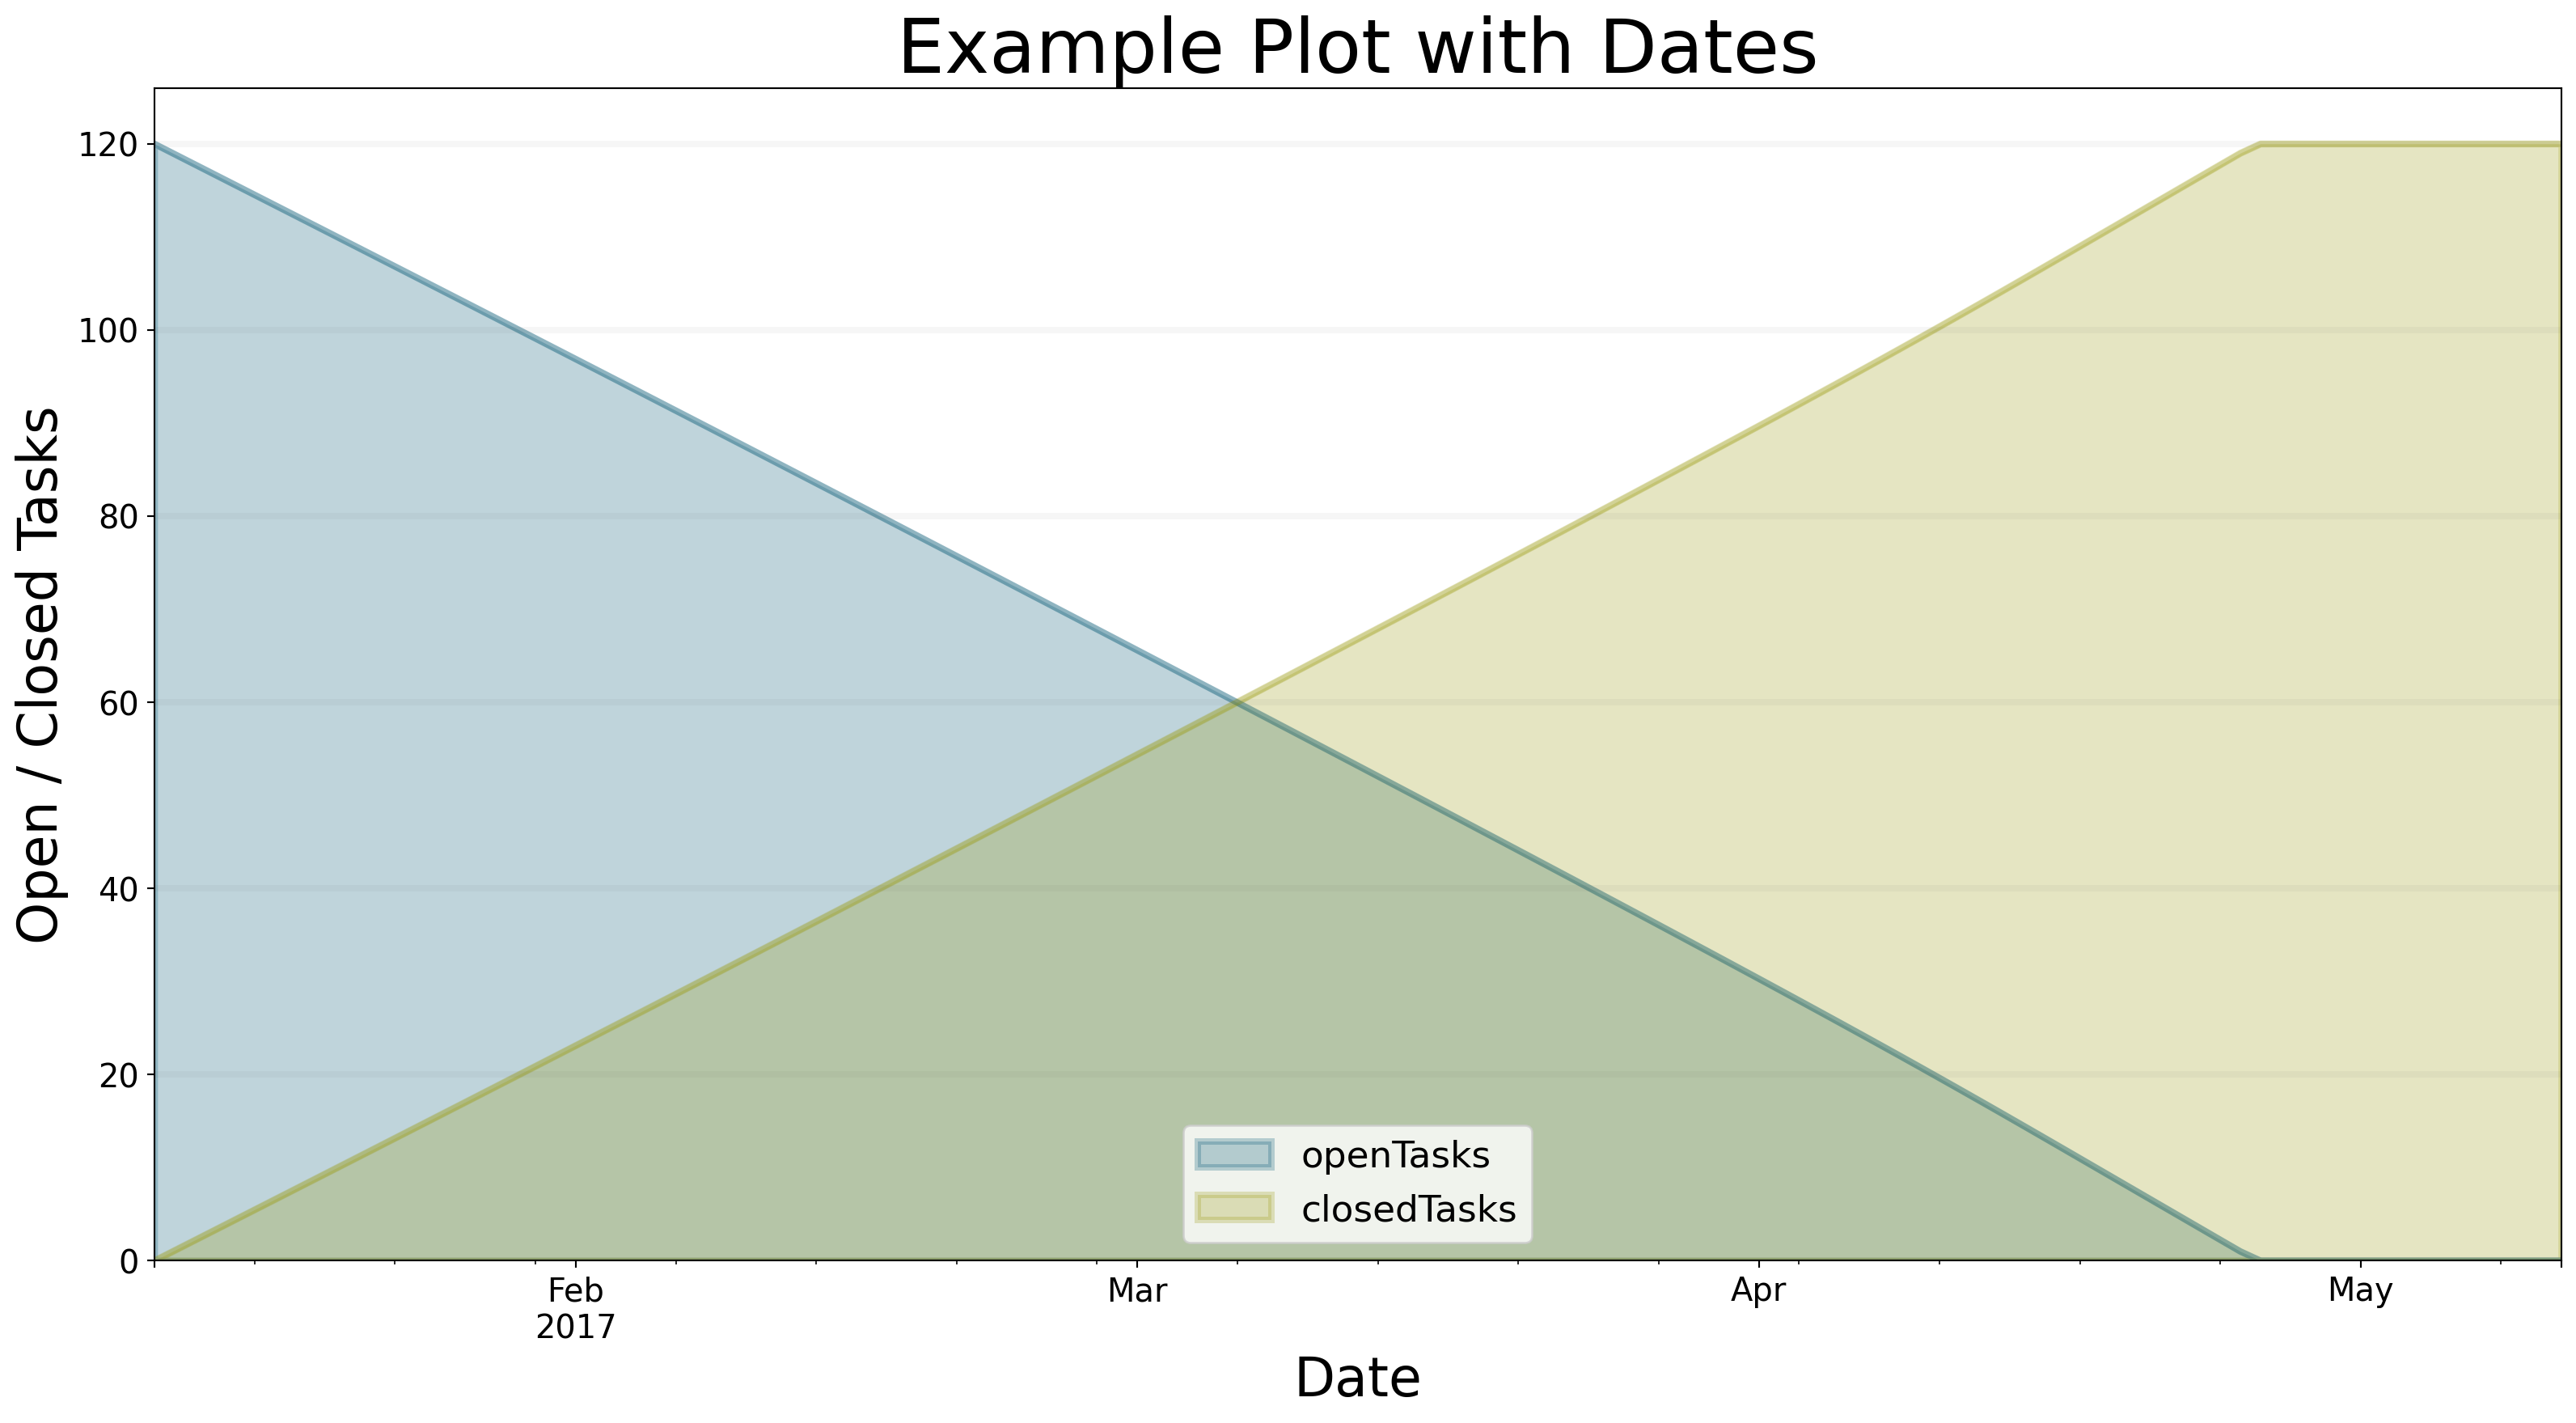 Example Plot with Dates
Open / Closed Tasks
120
100
80
60
40
20
0
openTasks
closedTasks
Feb
2017
Mar
Apr
May
Date